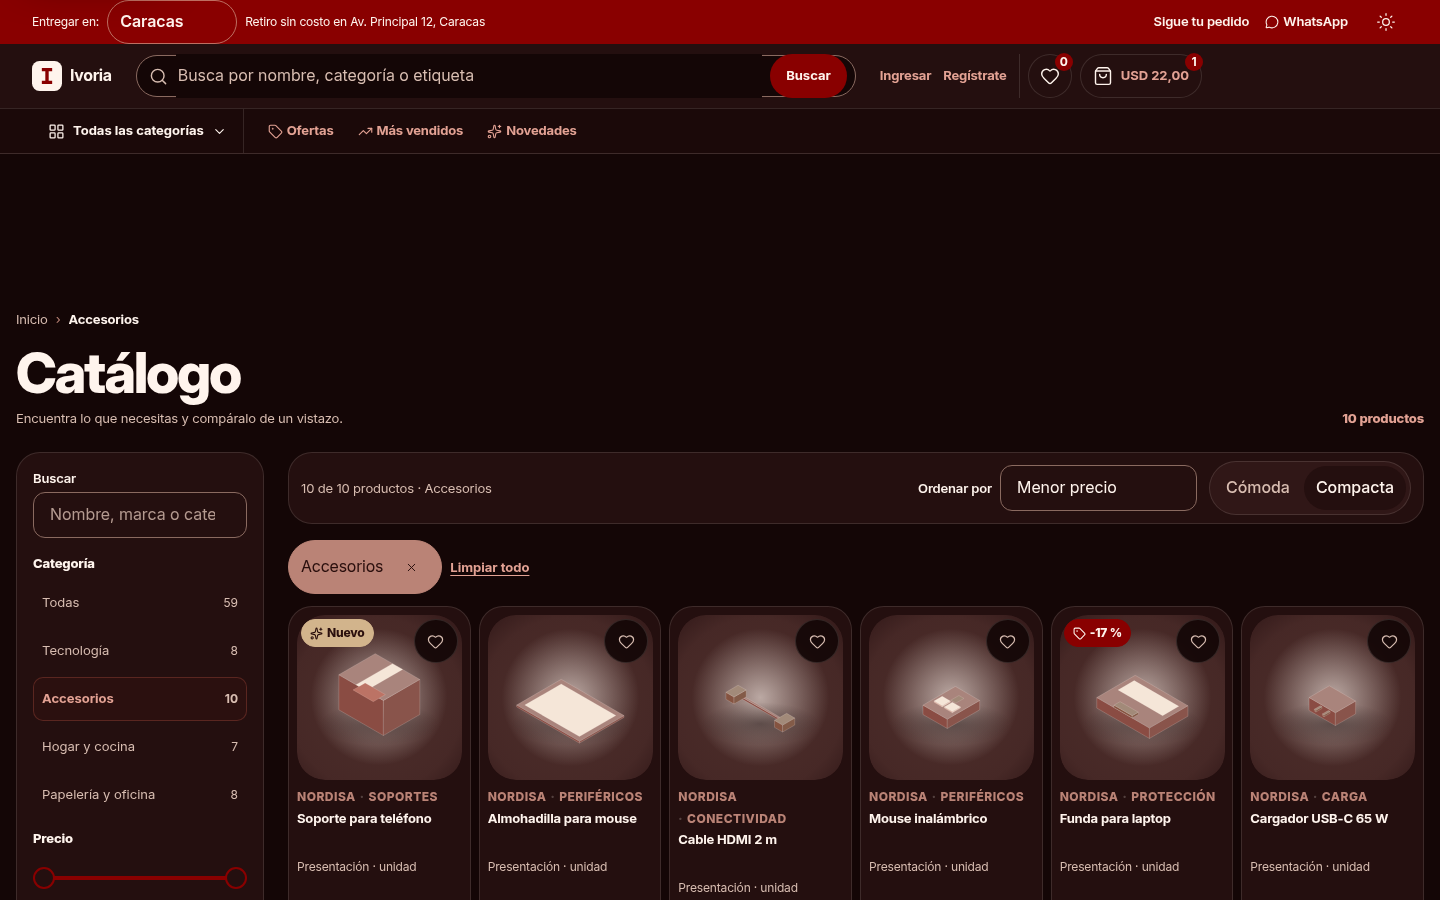 Entregar en: Caracas Retiro sin costo en Av. Principal 12, Caracas Sigue tu pedido WhatsApp
I Ivoria Busca por nombre, categoría o etiqueta Buscar Ingresar Regístrate 0 USD 22,00 1
Todas las categorías Ofertas Más vendidos Novedades
Inicio › Accesorios
Catálogo
Encuentra lo que necesitas y compáralo de un vistazo. 10 productos
Buscar
Nombre, marca o cate
Categoría
Todas 59
Tecnología 8
Accesorios 10
Hogar y cocina 7
Papelería y oficina 8
Precio
10 de 10 productos · Accesorios Ordenar por Menor precio Cómoda Compacta
Accesorios × Limpiar todo
Nuevo
NORDISA · SOPORTES
Soporte para teléfono
Presentación · unidad
NORDISA · PERIFÉRICOS
Almohadilla para mouse
Presentación · unidad
NORDISA
· CONECTIVIDAD
Cable HDMI 2 m
Presentación · unidad
NORDISA · PERIFÉRICOS
Mouse inalámbrico
Presentación · unidad
-17 %
NORDISA · PROTECCIÓN
Funda para laptop
Presentación · unidad
NORDISA · CARGA
Cargador USB-C 65 W
Presentación · unidad